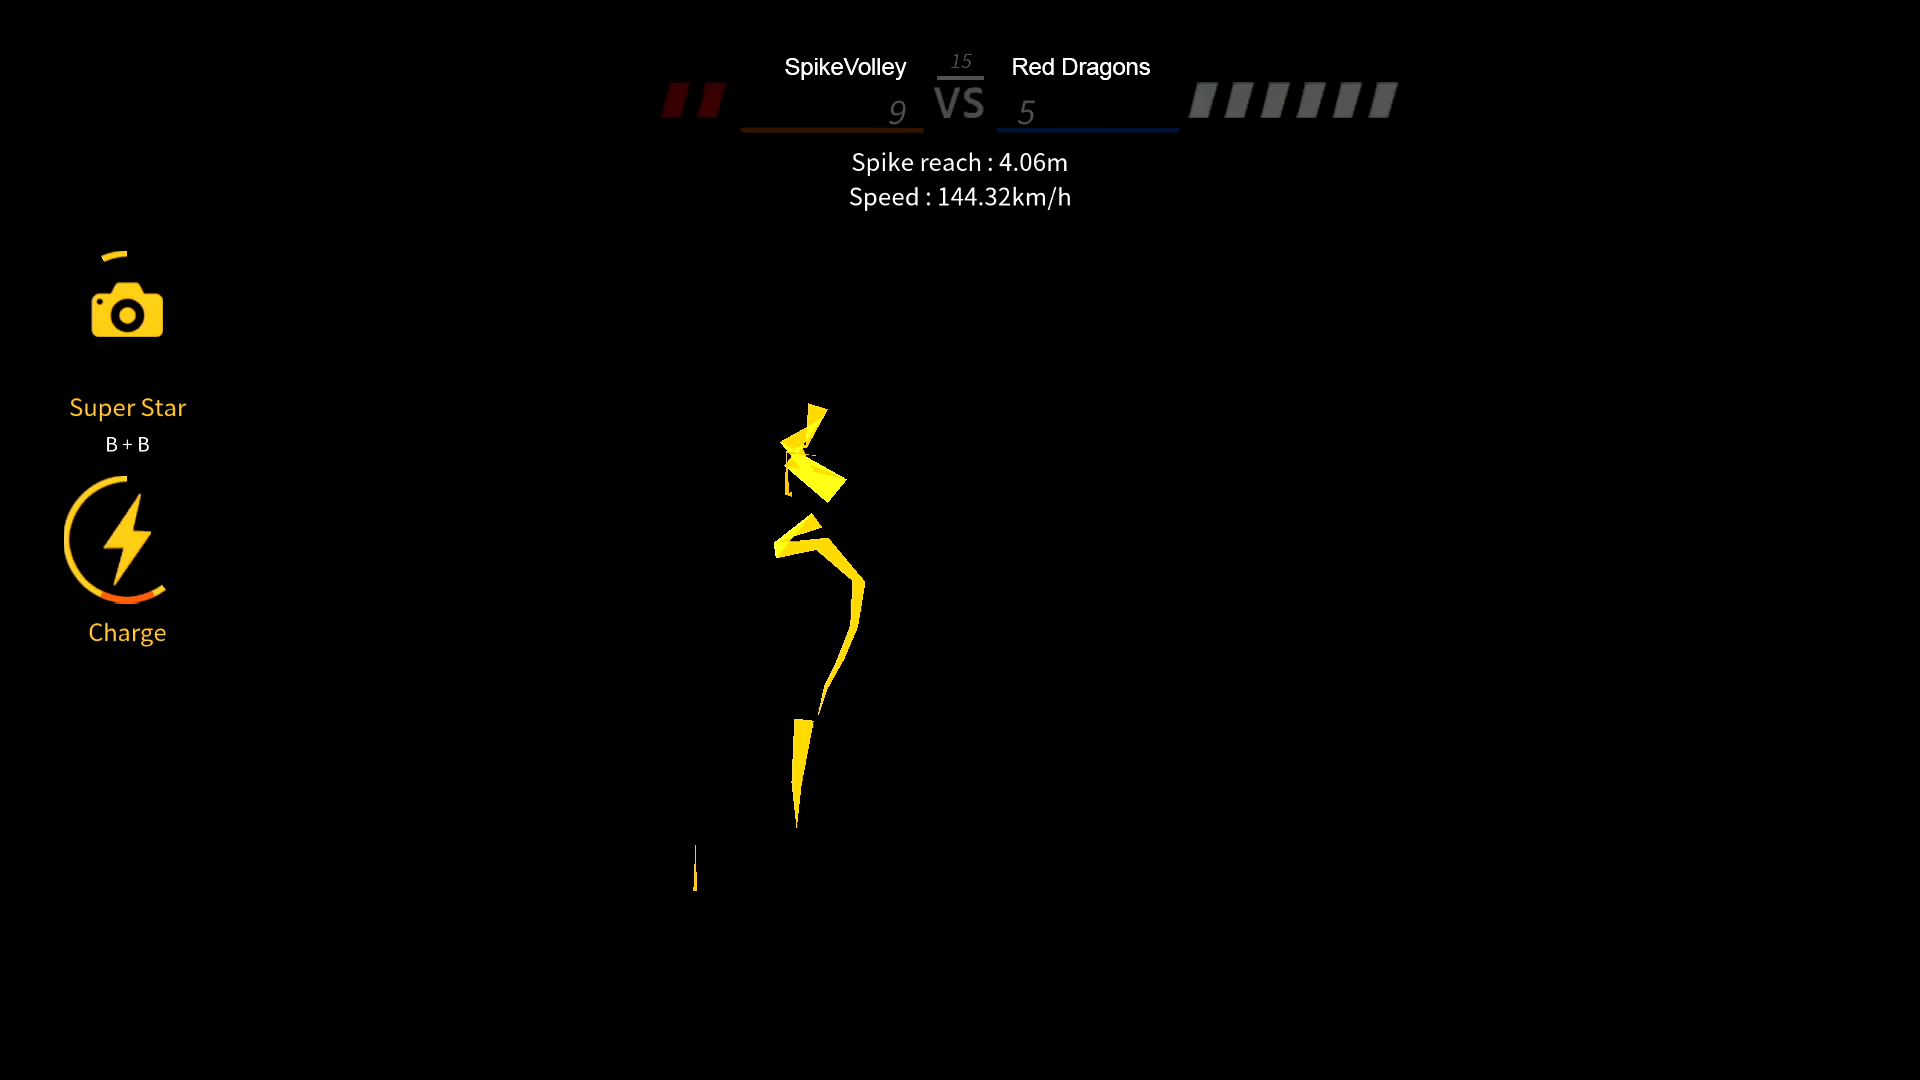 SpikeVolley 15 Red Dragons
9 VS 5
Spike reach : 4.06m
Speed : 144.32km/h
Super Star
B + B
Charge